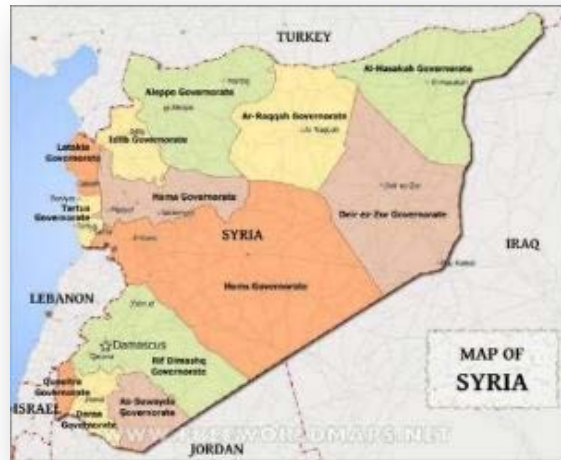 TURKEY
Al-Hasakah Governorate
Aleppo Governorate
Ar-Raqqah Governorate
Idlib Governorate
Latakia
Governorate
Hama Governorate
Tartus
Governorate
Deir-ez-Zor Governorate
SYRIA
IRAQ
Homs Governorate
LEBANON
Damascus
Rif Dimashq
Governorate
MAP OF
SYRIA
Quneitra
Governorate
As-Suwayda
Governorate
ISRAEL
Daraa
Governorate
WWW.FREEWORLDMAPS.NET
JORDAN